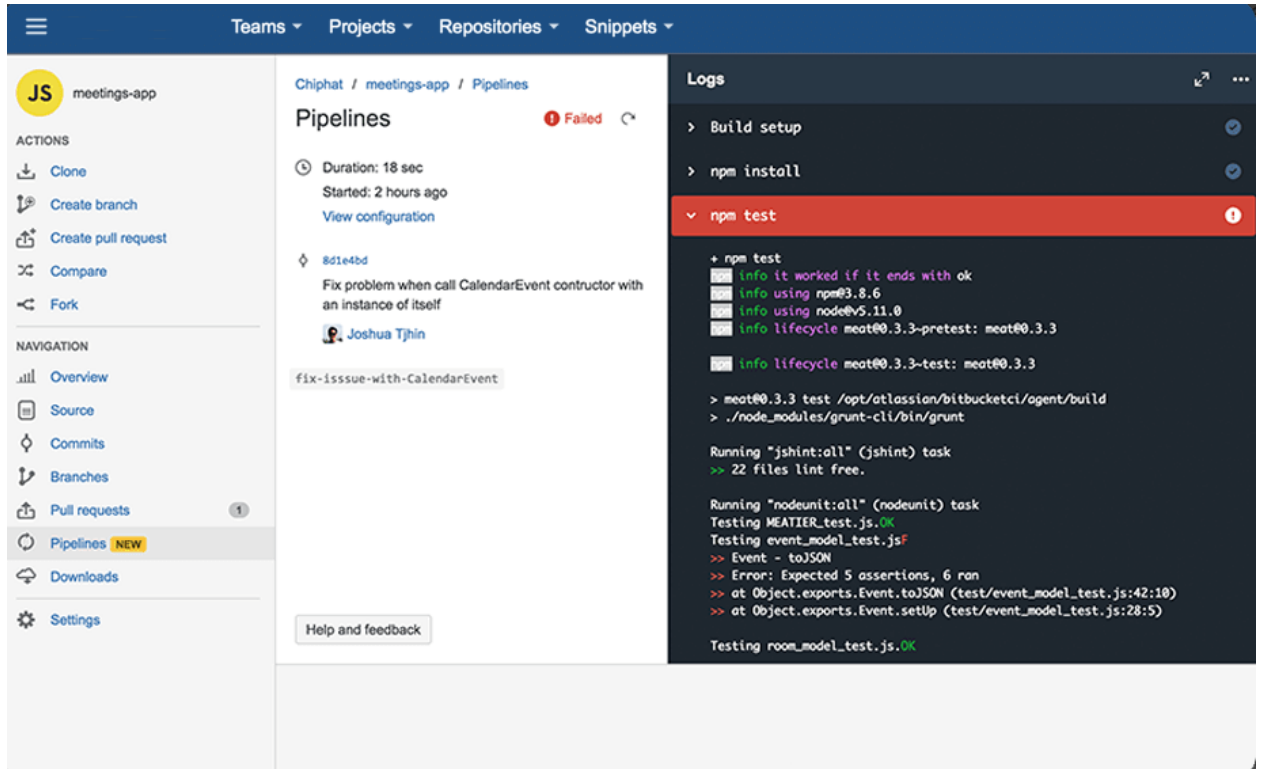 Teams Projects Repositories Snippets
JS meetings-app
ACTIONS
Clone
Create branch
Create pull request
Compare
Fork
NAVIGATION
Overview
Source
Commits
Branches
Pull requests 1
Pipelines NEW
Downloads
Settings
Chiphat / meetings-app / Pipelines
Pipelines Failed
Duration: 18 sec
Started: 2 hours ago
View configuration
8d1e4bd
Fix problem when call CalendarEvent contructor with
an instance of itself
Joshua Tjhin
fix-isssue-with-CalendarEvent
Help and feedback
Logs
> Build setup
> npm install
npm test
+ npm test
npm info it worked if it ends with ok
npm info using npm@3.8.6
npm info using node@v5.11.0
npm info lifecycle meat@0.3.3~pretest: meat@0.3.3
npm info lifecycle meat@0.3.3~test: meat@0.3.3
> meat@0.3.3 test /opt/atlassian/bitbucketci/agent/build
> ./node_modules/grunt-cli/bin/grunt
Running "jshint:all" (jshint) task
>> 22 files lint free.
Running "nodeunit:all" (nodeunit) task
Testing MEATIER_test.js.OK
Testing event_model_test.jsF
>> Event - toJSON
>> Error: Expected 5 assertions, 6 ran
>> at Object.exports.Event.toJSON (test/event_model_test.js:42:10)
>> at Object.exports.Event.setUp (test/event_model_test.js:28:5)
Testing room_model_test.js.OK